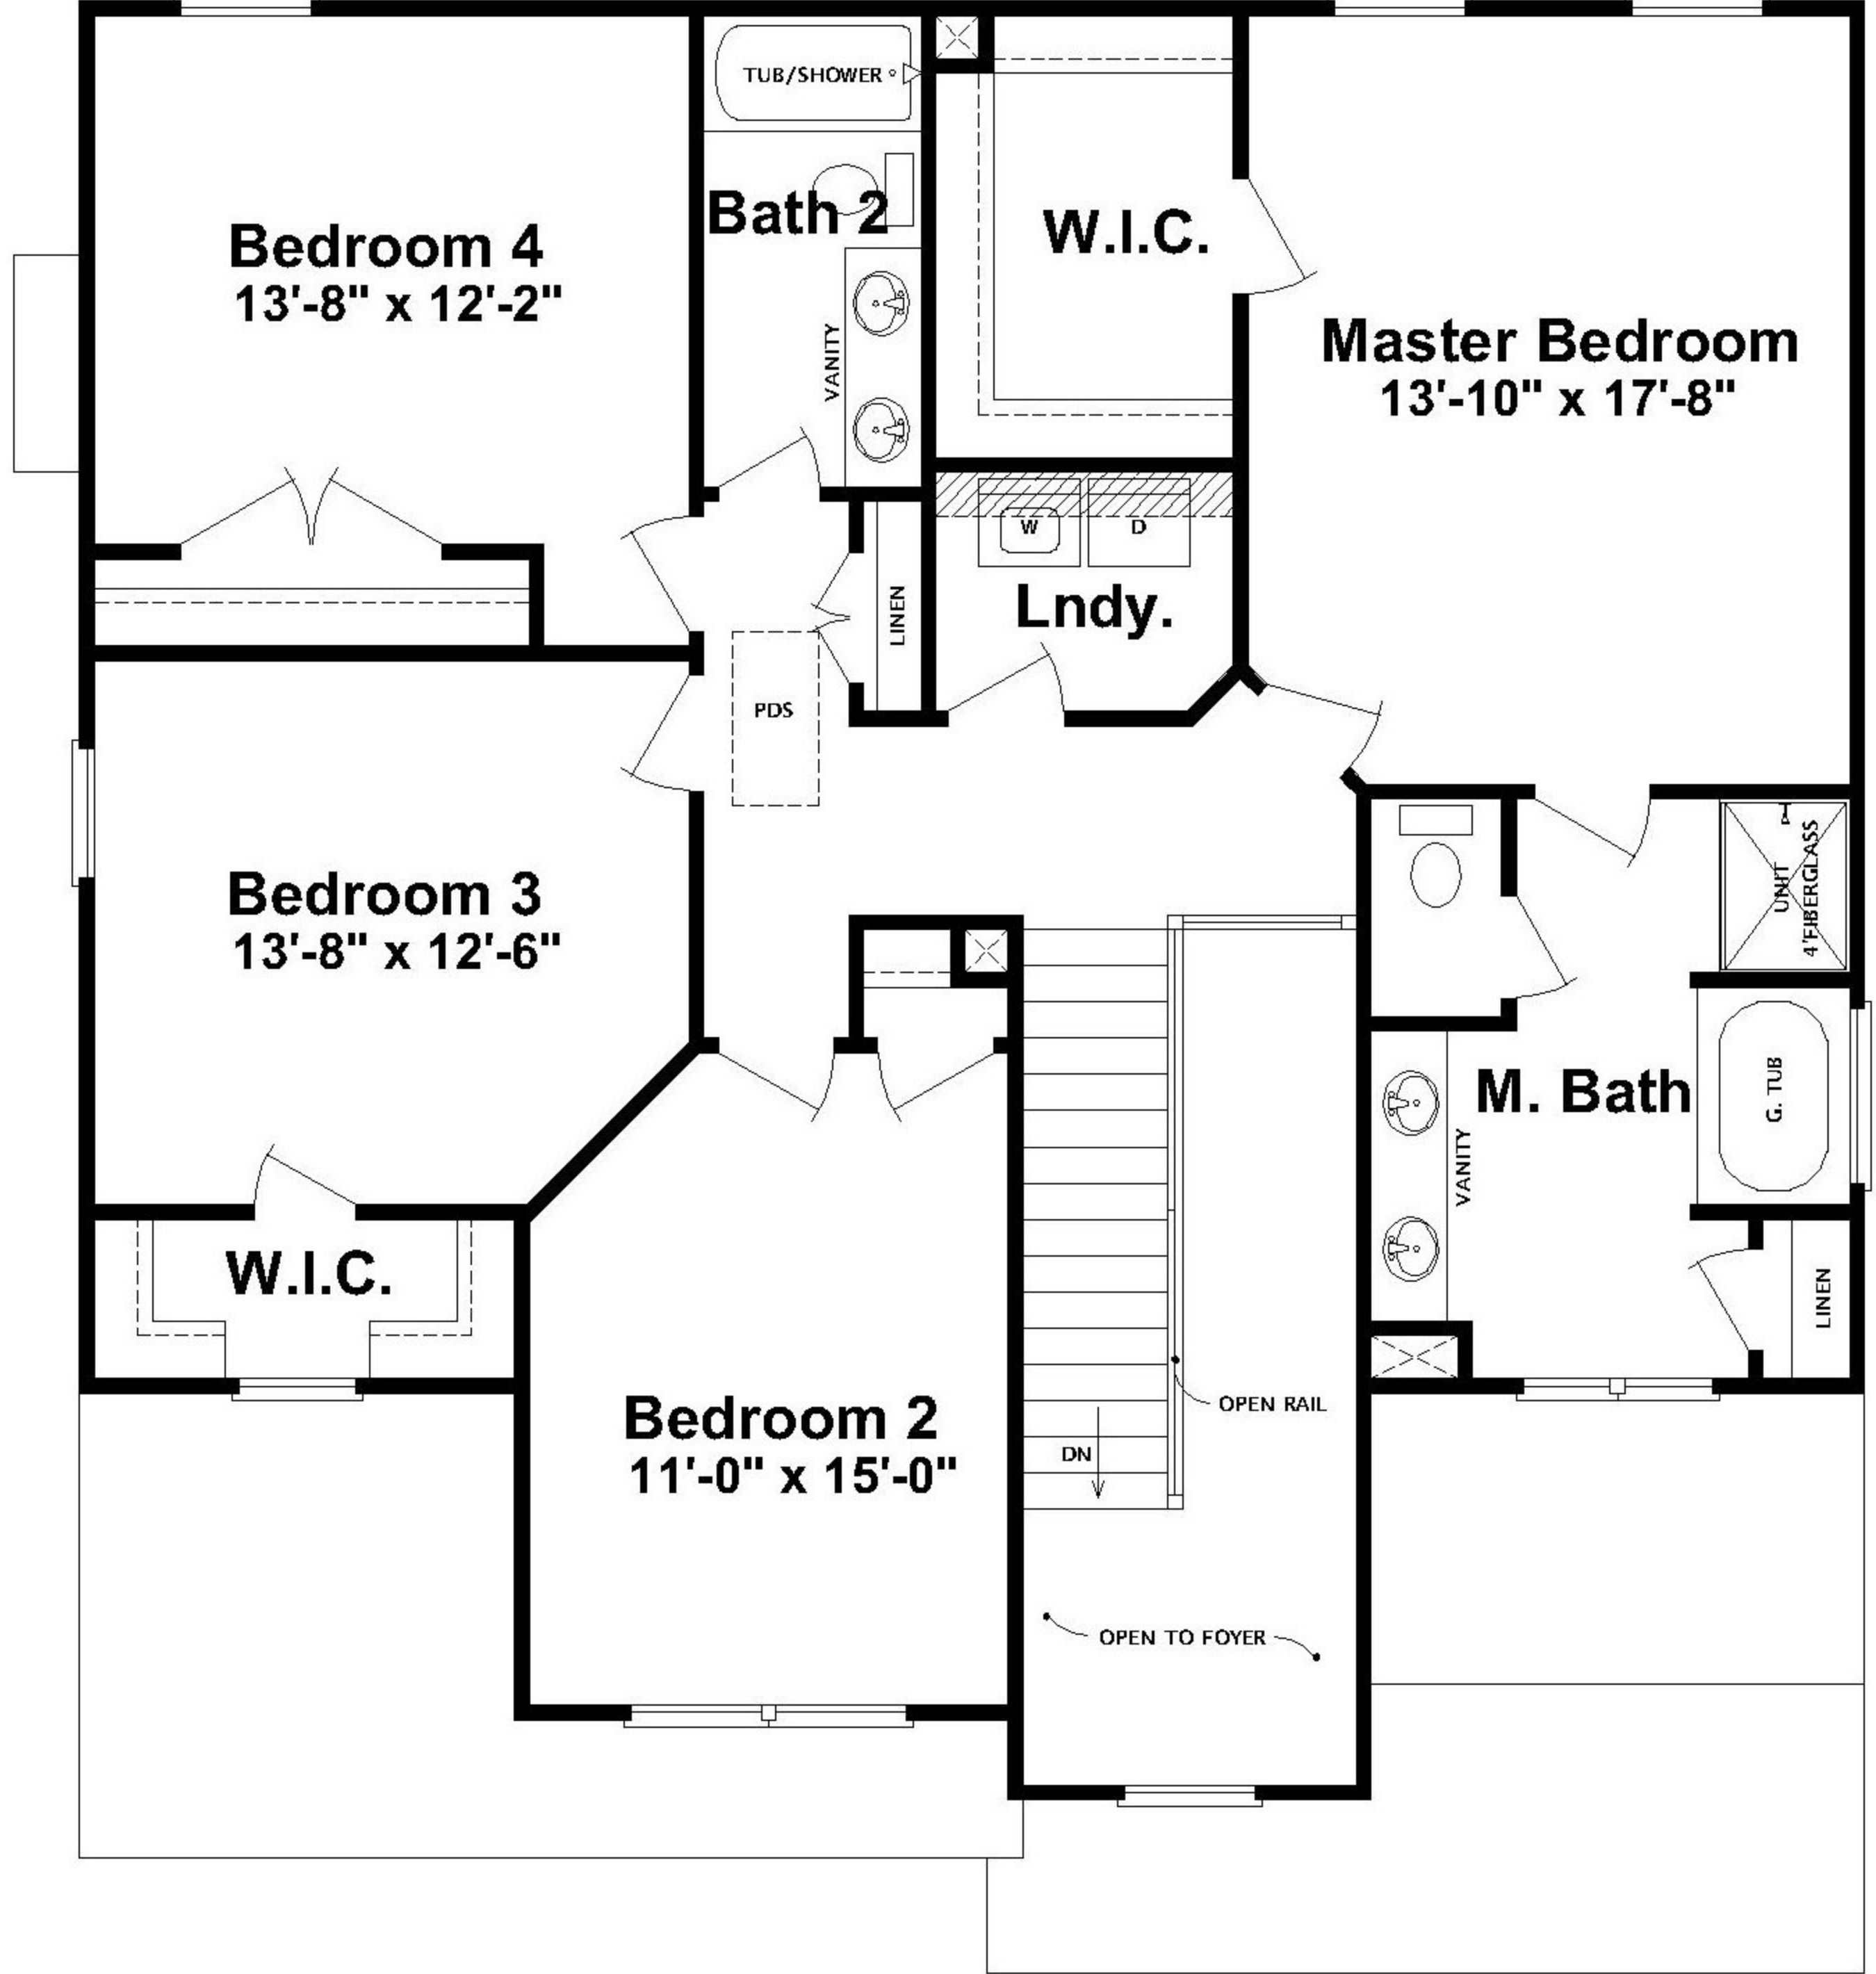 TUB/SHOWER
Bath 2
VANITY
Bedroom 4
13'-8" x 12'-2"
W.I.C.
Master Bedroom
13'-10" x 17'-8"
W
D
Lndy.
LINEN
PDS
Bedroom 3
13'-8" x 12'-6"
UNIT
4'FIBERGLASS
M. Bath
G. TUB
VANITY
W.I.C.
LINEN
Bedroom 2
11'-0" x 15'-0"
OPEN RAIL
DN
OPEN TO FOYER